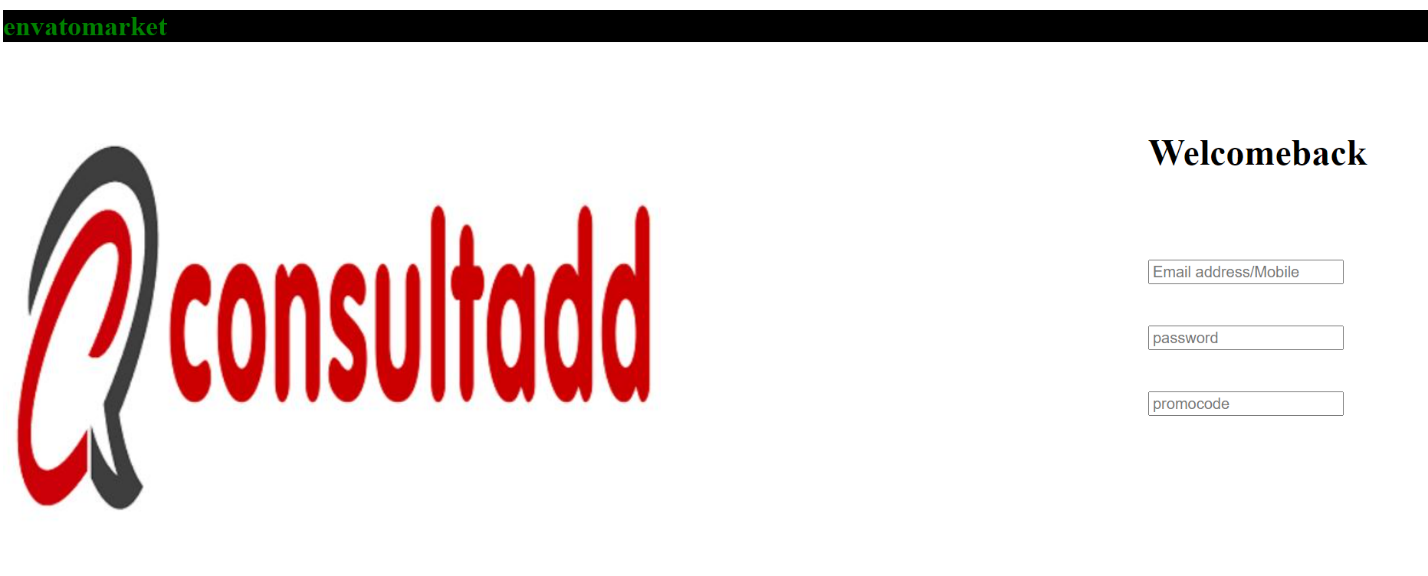 envatomarket
consultadd
Welcomeback
Email address/Mobile
password
promocode